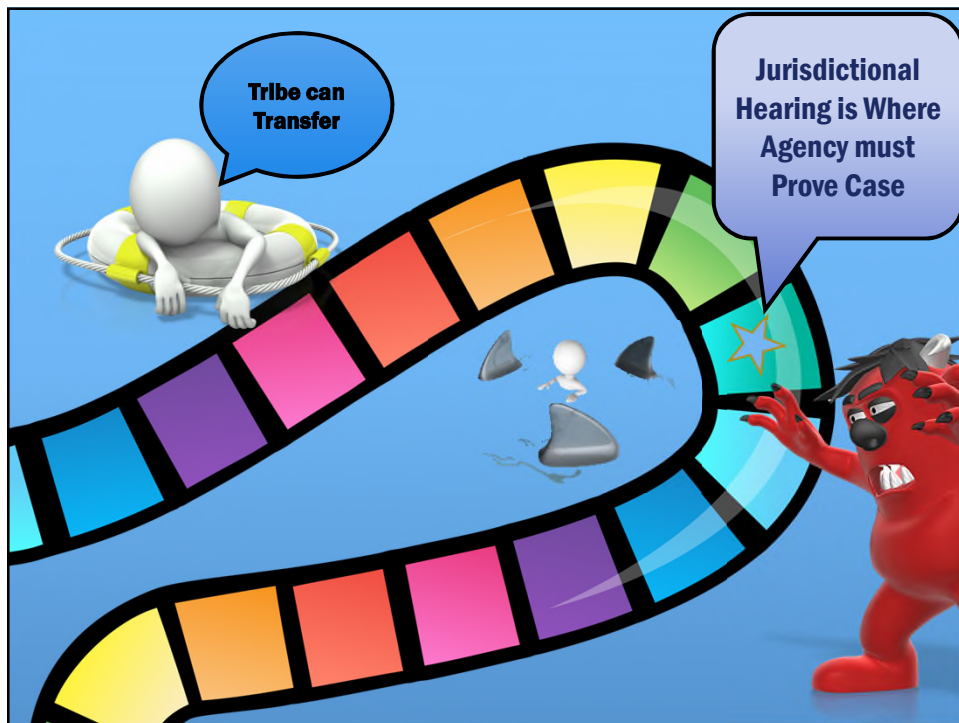 Tribe can
Transfer
Jurisdictional
Hearing is Where
Agency must
Prove Case